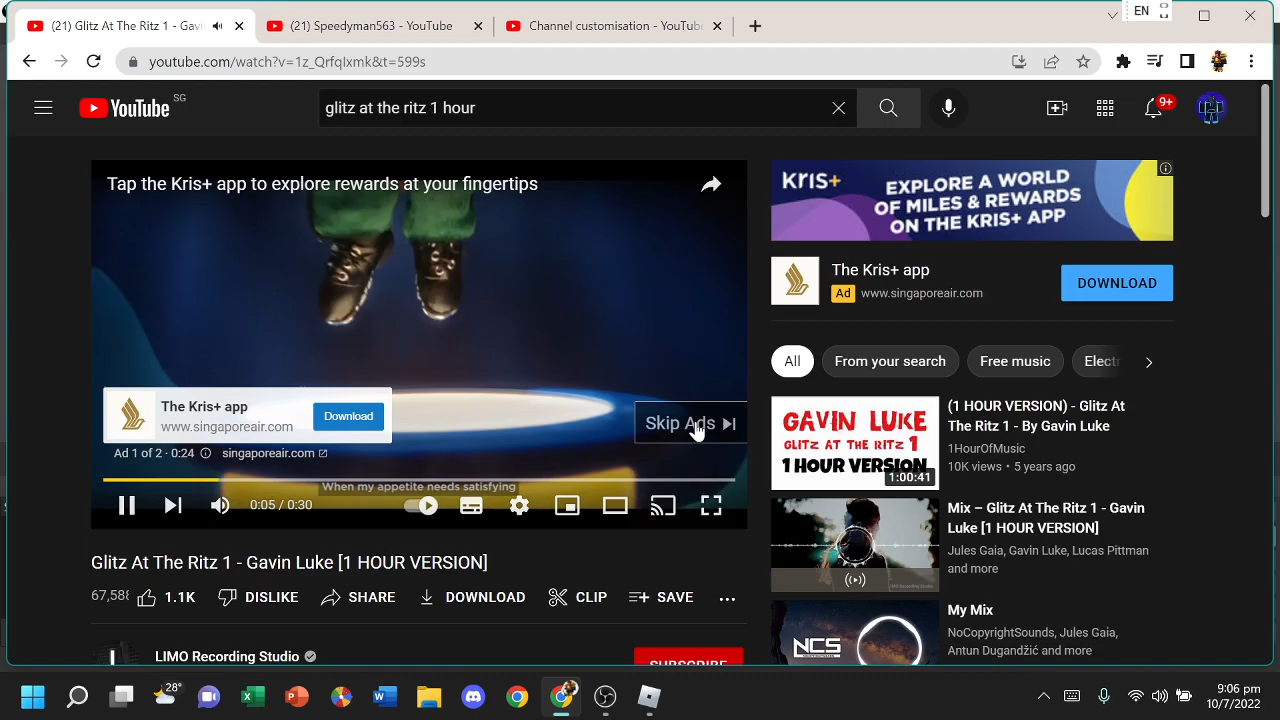 (21) Glitz At The Ritz 1 - Gavi
(21) Speedyman563 - YouTube
Channel customisation - YouTube
EN
youtube.com/watch?v=1z_QrfqIxmk&t=599s
YouTube SG
glitz at the ritz 1 hour
9+
Tap the Kris+ app to explore rewards at your fingertips
The Kris+ app
www.singaporeair.com
Download
Skip Ads
Ad 1 of 2 · 0:24
singaporeair.com
When my appetite needs satisfying
0:05 / 0:30
Glitz At The Ritz 1 - Gavin Luke [1 HOUR VERSION]
67,588
1.1K
DISLIKE
SHARE
DOWNLOAD
CLIP
SAVE
LIMO Recording Studio
SUBSCRIBE
KRIS+
EXPLORE A WORLD
OF MILES & REWARDS
ON THE KRIS+ APP
The Kris+ app
Ad www.singaporeair.com
DOWNLOAD
All
From your search
Free music
Electr
GAVIN LUKE
GLITZ AT THE RITZ 1
1 HOUR VERSION
1:00:41
(1 HOUR VERSION) - Glitz At
The Ritz 1 - By Gavin Luke
1HourOfMusic
10K views • 5 years ago
Mix – Glitz At The Ritz 1 - Gavin
Luke [1 HOUR VERSION]
Jules Gaia, Gavin Luke, Lucas Pittman
and more
NCS
My Mix
NoCopyrightSounds, Jules Gaia,
Antun Dugandžić and more
28°
9:06 pm
10/7/2022